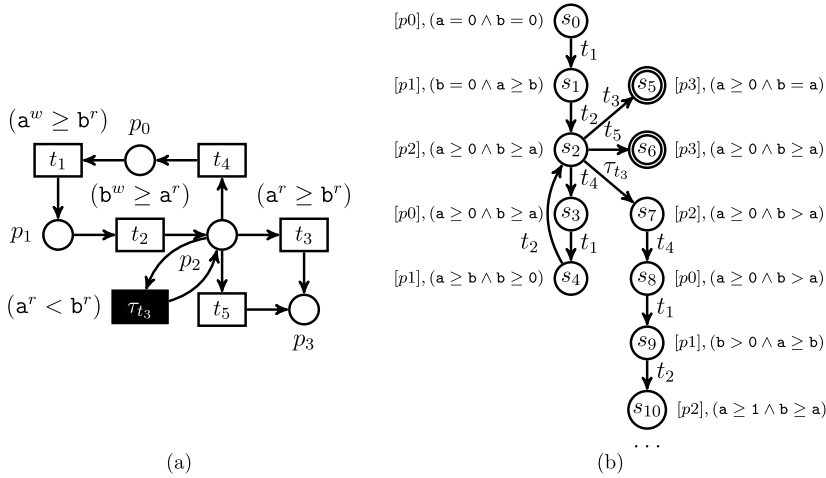 (a^w ≥ b^r)
p_0
t_1
t_4
(b^w ≥ a^r)
(a^r ≥ b^r)
p_1
t_2
p_2
t_3
(a^r < b^r)
τ_{t_3}
t_5
p_3
(a)
[p0], (a = 0 ∧ b = 0)
s_0
t_1
[p1], (b = 0 ∧ a ≥ b)
s_1
s_5
[p3], (a ≥ 0 ∧ b = a)
t_2
t_3
[p2], (a ≥ 0 ∧ b ≥ a)
s_2
t_5
s_6
[p3], (a ≥ 0 ∧ b ≥ a)
t_4
τ_{t_3}
[p0], (a ≥ 0 ∧ b ≥ a)
s_3
s_7
[p2], (a ≥ 0 ∧ b > a)
t_2
t_1
t_4
[p1], (a ≥ b ∧ b ≥ 0)
s_4
s_8
[p0], (a ≥ 0 ∧ b > a)
t_1
s_9
[p1], (b > 0 ∧ a ≥ b)
t_2
s_10
[p2], (a ≥ 1 ∧ b ≥ a)
...
(b)